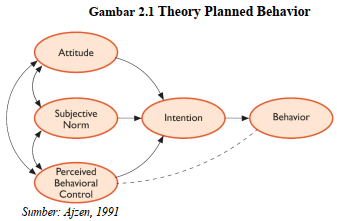 Gambar 2.1 Theory Planned Behavior
Attitude
Subjective
Norm
Intention
Behavior
Perceived
Behavioral
Control
Sumber: Ajzen, 1991